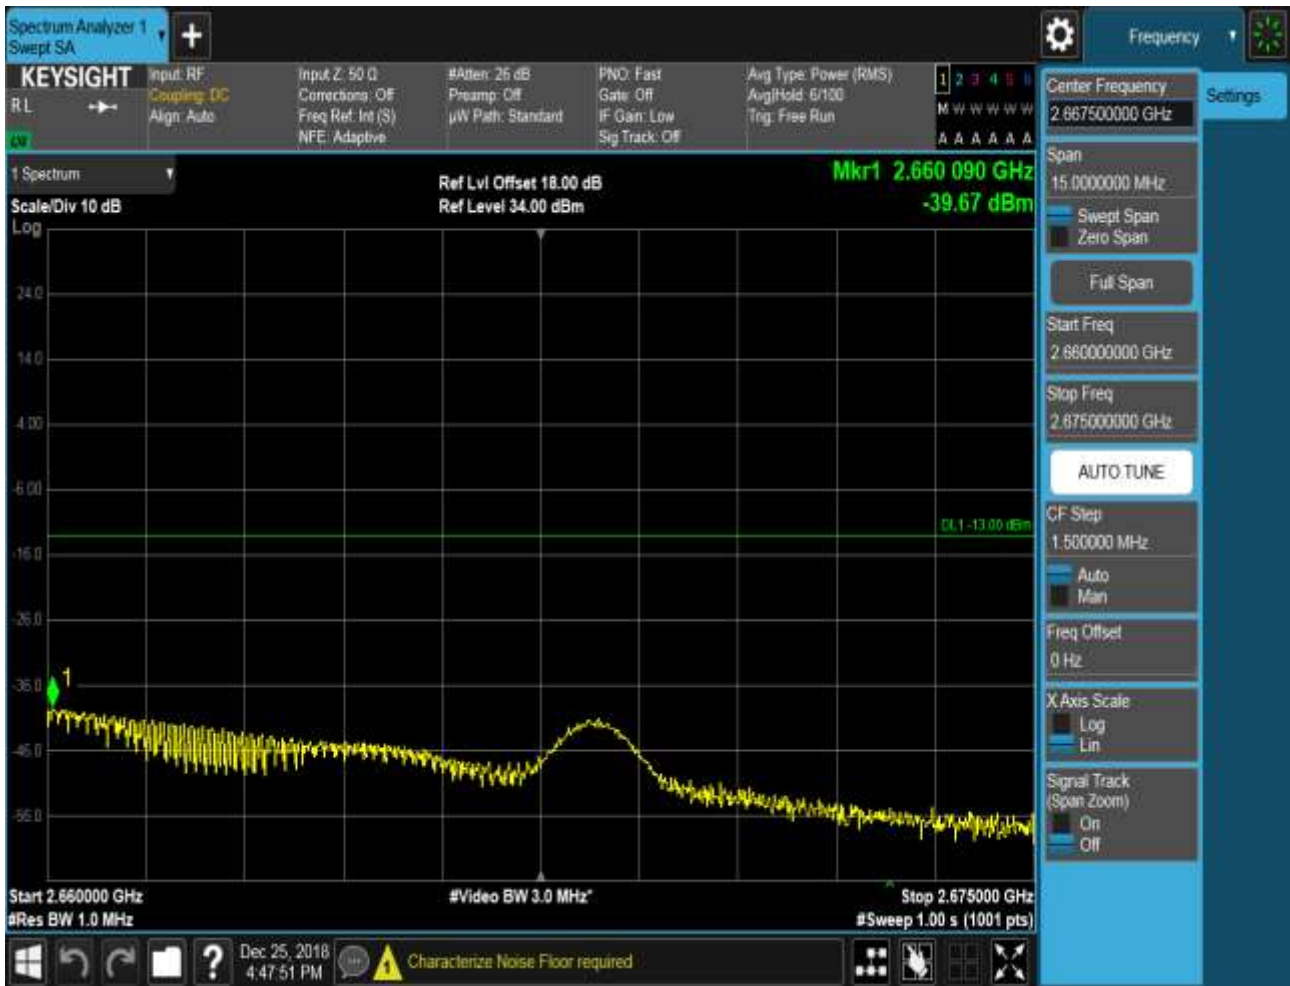 Spectrum Analyzer 1
Swept SA
Frequency
KEYSIGHT
R L
Input: RF
Coupling: DC
Align: Auto
Input Z: 50 Ω
Corrections: Off
Freq Ref: Int (S)
NFE: Adaptive
#Atten: 26 dB
Preamp: Off
µW Path: Standard
PNO: Fast
Gate: Off
IF Gain: Low
Sig Track: Off
Avg Type: Power (RMS)
Avg|Hold: 6/100
Trig: Free Run
1 2 3 4 5 6
M W W W W W
A A A A A A
1 Spectrum
Scale/Div 10 dB
Log
Ref Lvl Offset 18.00 dB
Ref Level 34.00 dBm
Mkr1 2.660 090 GHz
-39.67 dBm
24.0
14.0
4.00
-6.00
DL1 -13.00 dBm
-16.0
-26.0
-36.0
1
-46.0
-56.0
Start 2.660000 GHz
#Res BW 1.0 MHz
#Video BW 3.0 MHz*
Stop 2.675000 GHz
#Sweep 1.00 s (1001 pts)
Center Frequency
2.667500000 GHz
Settings
Span
15.0000000 MHz
Swept Span
Zero Span
Full Span
Start Freq
2.660000000 GHz
Stop Freq
2.675000000 GHz
AUTO TUNE
CF Step
1.500000 MHz
Auto
Man
Freq Offset
0 Hz
X Axis Scale
Log
Lin
Signal Track
(Span Zoom)
On
Off
?
Dec 25, 2018
4:47:51 PM
1
Characterize Noise Floor required